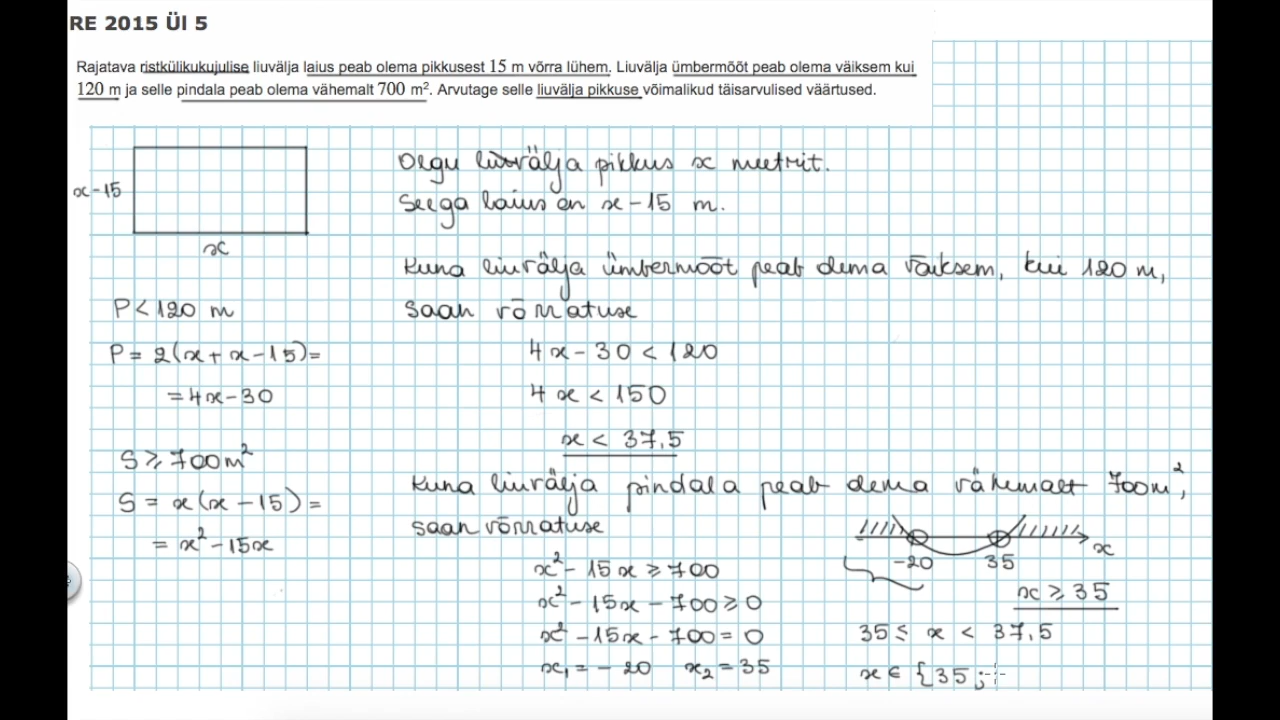 RE 2015 Ül 5
Rajatava ristkülikukujulise liuvälja laius peab olema pikkusest 15 m võrra lühem. Liuvälja ümbermõõt peab olema väiksem kui
120 m ja selle pindala peab olema vähemalt 700 m². Arvutage selle liuvälja pikkuse võimalikud täisarvulised väärtused.
x-15
x
P < 120 m
P = 2(x + x - 15) =
= 4x - 30
S ≥ 700 m²
S = x(x - 15) =
= x² - 15x
Olgu liuvälja pikkus x meetrit.
Seega laius on x - 15 m.
Kuna liuvälja ümbermõõt peab olema väiksem, kui 120 m,
saan võrratuse
4x - 30 < 120
4x < 150
x < 37,5
Kuna liuvälja pindala peab olema vähemalt 700 m²,
saan võrratuse
x² - 15x ≥ 700
x² - 15x - 700 ≥ 0
x² - 15x - 700 = 0
x₁ = - 20 x₂ = 35
-20 35 x
x ≥ 35
35 ≤ x < 37,5
x ∈ {35 ;